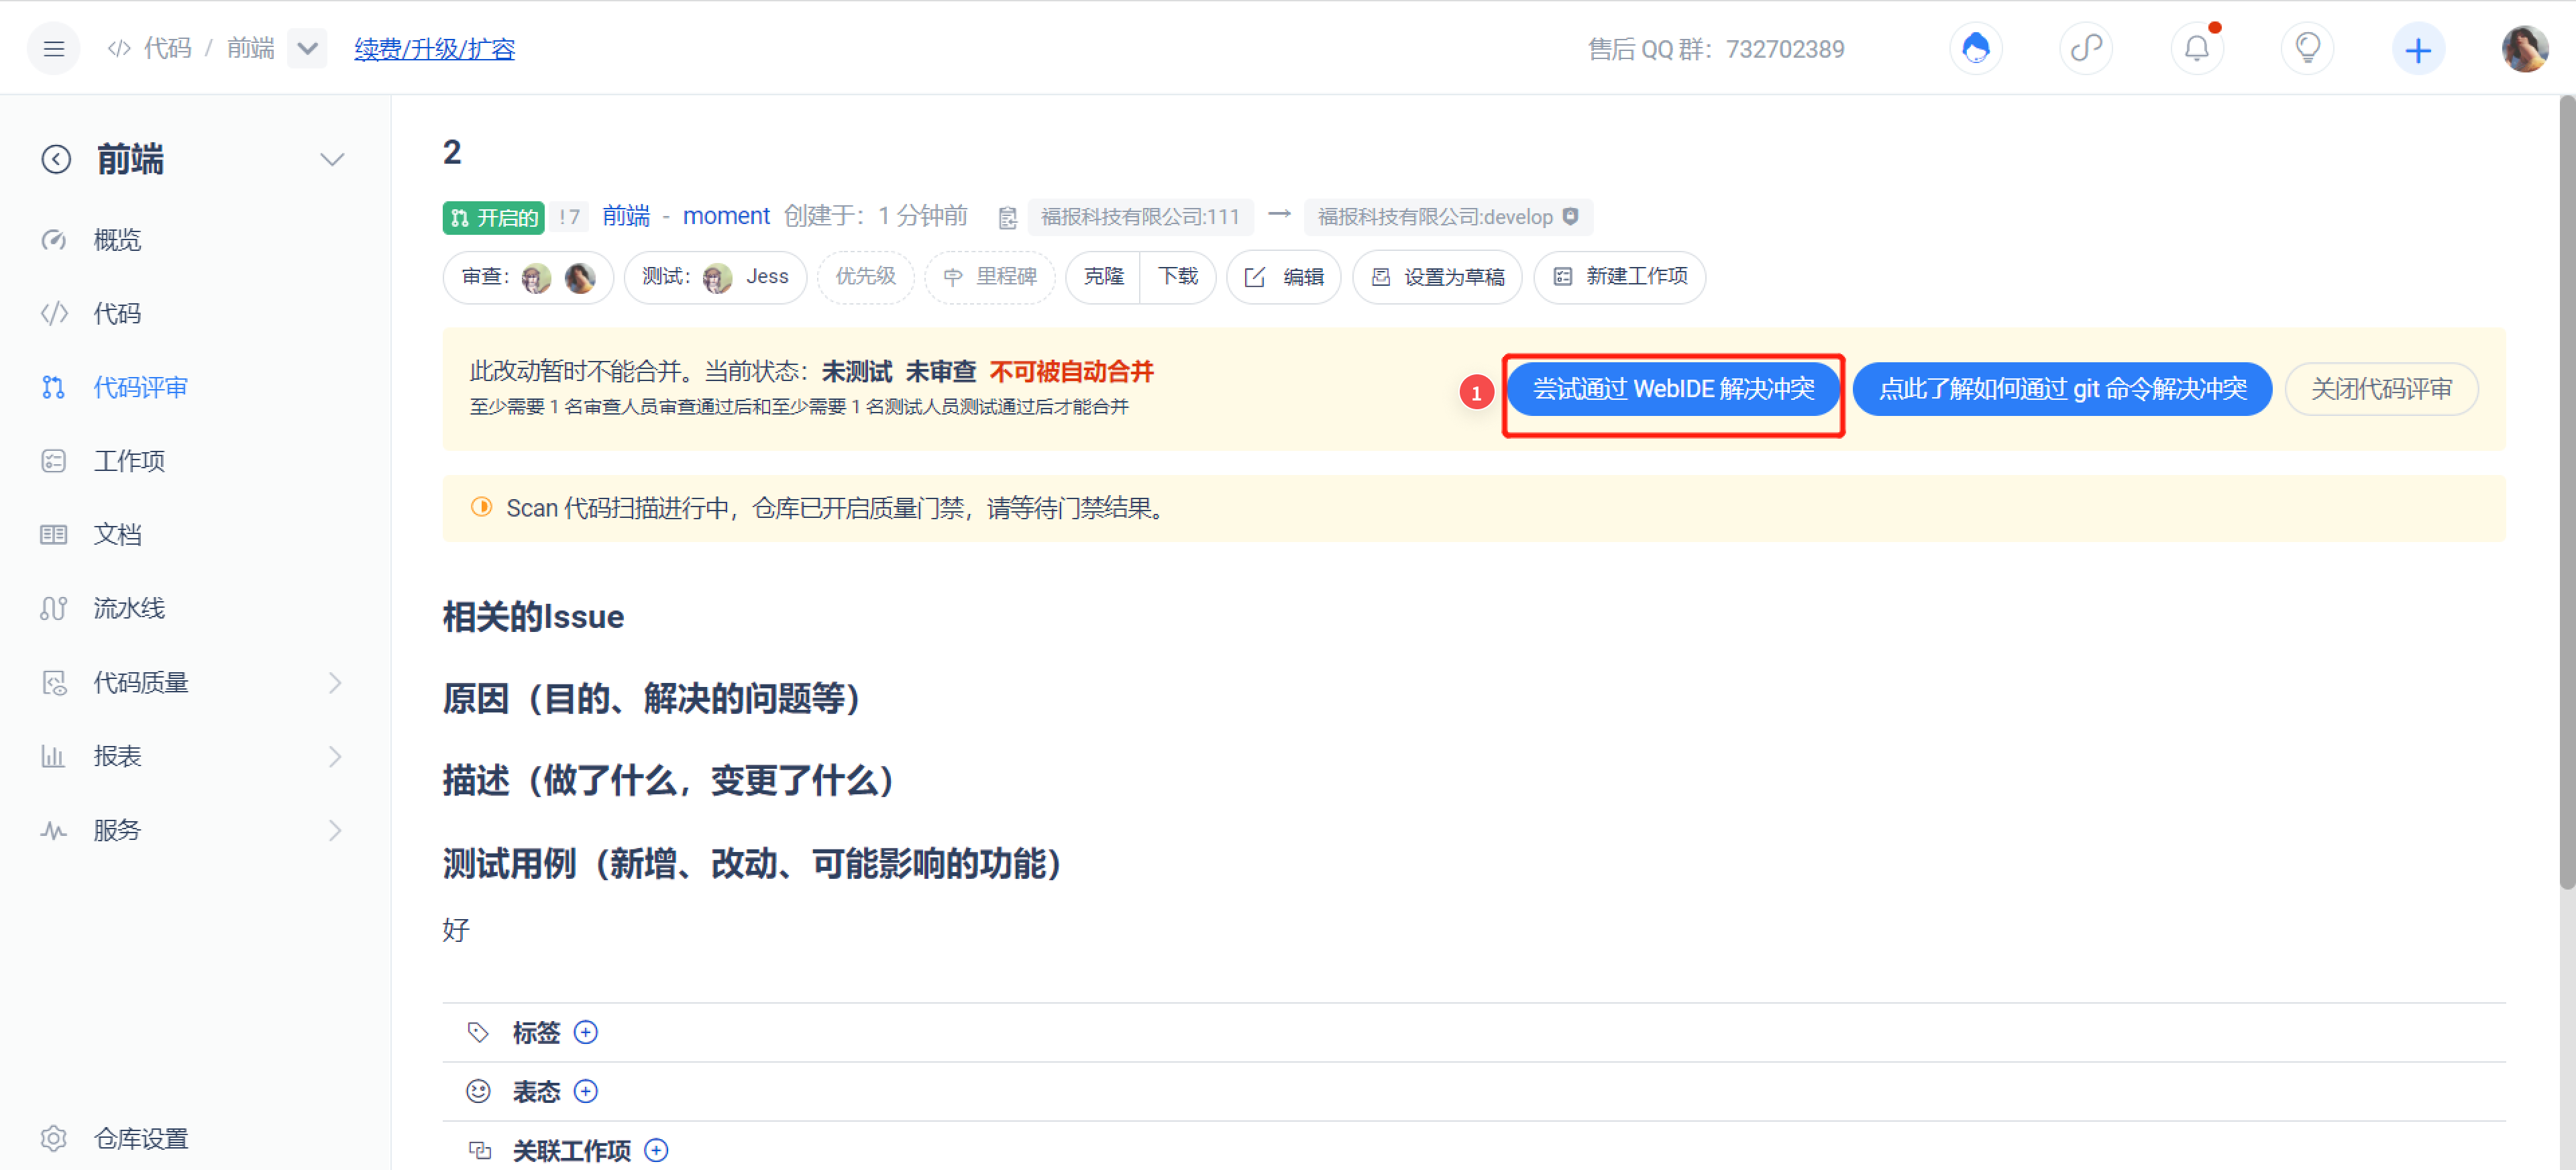 代码 / 前端 续费/升级/扩容 售后 QQ 群：732702389
前端
概览
代码
代码评审
工作项
文档
流水线
代码质量
报表
服务
仓库设置
2
开启的 !7 前端 - moment 创建于：1 分钟前 福报科技有限公司:111 → 福报科技有限公司:develop
审查： 测试： Jess 优先级 里程碑 克隆 下载 编辑 设置为草稿 新建工作项
此改动暂时不能合并。当前状态：未测试 未审查 不可被自动合并
至少需要 1 名审查人员审查通过后和至少需要 1 名测试人员测试通过后才能合并
1 尝试通过 WebIDE 解决冲突 点此了解如何通过 git 命令解决冲突 关闭代码评审
Scan 代码扫描进行中，仓库已开启质量门禁，请等待门禁结果。
相关的Issue
原因（目的、解决的问题等）
描述（做了什么，变更了什么）
测试用例（新增、改动、可能影响的功能）
好
标签
表态
关联工作项